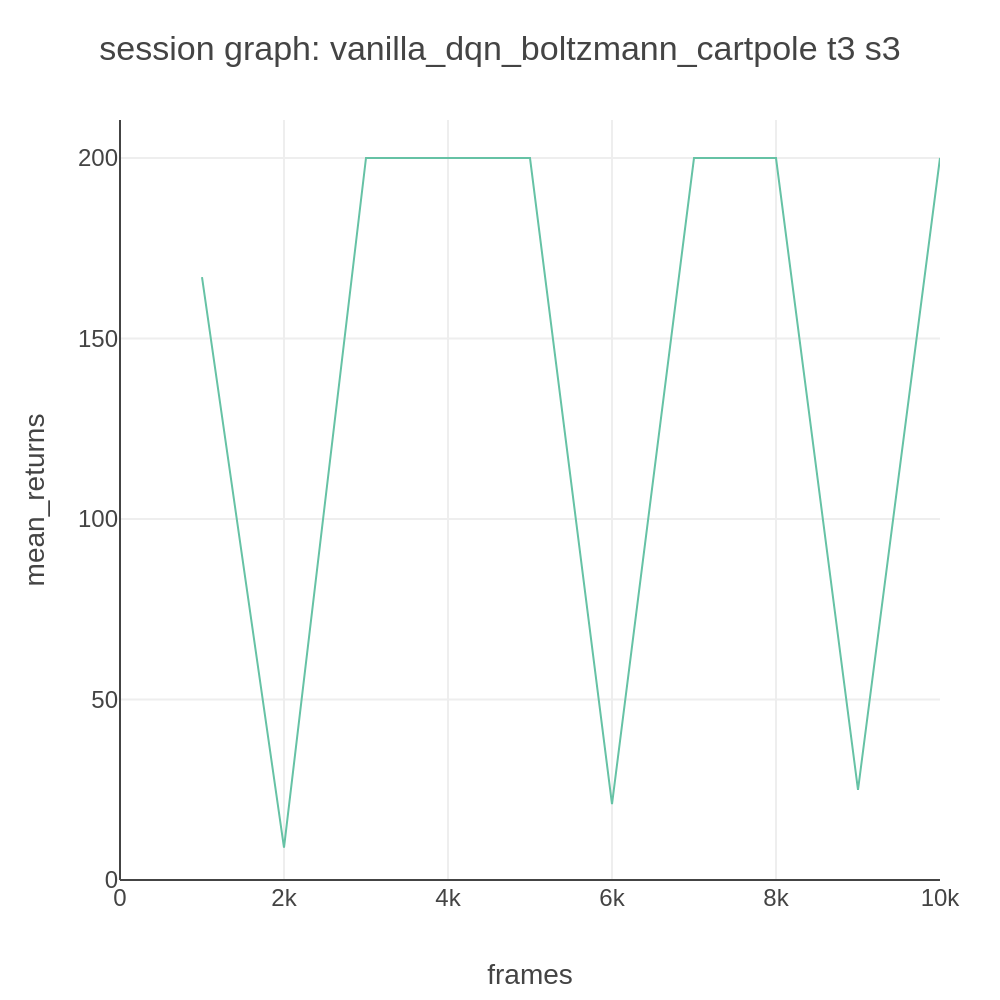 session graph: vanilla_dqn_boltzmann_cartpole t3 s3
200
150
100
50
0
mean_returns
0 2k 4k 6k 8k 10k
frames